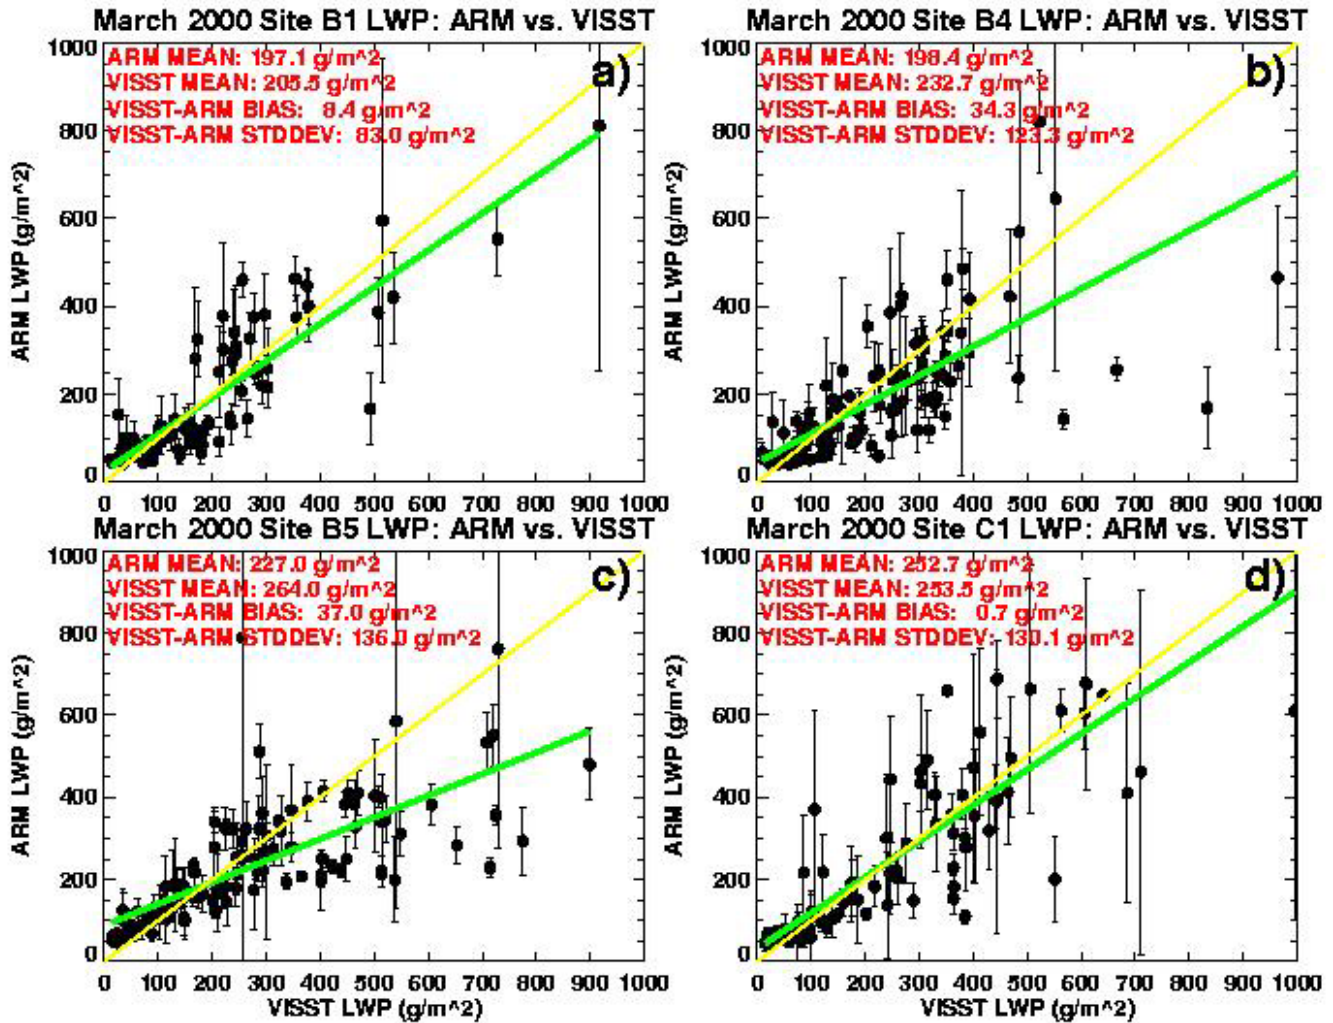 March 2000 Site B1 LWP: ARM vs. VISST
1000
800
600
400
200
0
ARM LWP (g/m^2)
ARM MEAN: 197.1 g/m^2
VISST MEAN: 205.5 g/m^2
VISST-ARM BIAS: 8.4 g/m^2
VISST-ARM STDDEV: 83.0 g/m^2
a)
0 100 200 300 400 500 600 700 800 900 1000
March 2000 Site B4 LWP: ARM vs. VISST
1000
800
600
400
200
0
ARM LWP (g/m^2)
ARM MEAN: 198.4 g/m^2
VISST MEAN: 232.7 g/m^2
VISST-ARM BIAS: 34.3 g/m^2
VISST-ARM STDDEV: 123.3 g/m^2
b)
0 100 200 300 400 500 600 700 800 900 1000
March 2000 Site B5 LWP: ARM vs. VISST
1000
800
600
400
200
0
ARM LWP (g/m^2)
ARM MEAN: 227.0 g/m^2
VISST MEAN: 264.0 g/m^2
VISST-ARM BIAS: 37.0 g/m^2
VISST-ARM STDDEV: 136.0 g/m^2
c)
0 100 200 300 400 500 600 700 800 900 1000
VISST LWP (g/m^2)
March 2000 Site C1 LWP: ARM vs. VISST
1000
800
600
400
200
0
ARM LWP (g/m^2)
ARM MEAN: 252.7 g/m^2
VISST MEAN: 253.5 g/m^2
VISST-ARM BIAS: 0.7 g/m^2
VISST-ARM STDDEV: 130.1 g/m^2
d)
0 100 200 300 400 500 600 700 800 900 1000
VISST LWP (g/m^2)